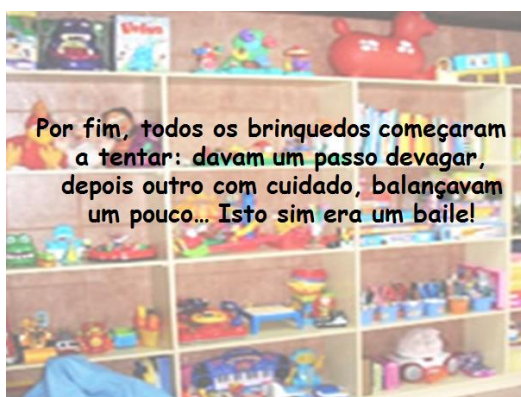 Por fim, todos os brinquedos começaram
a tentar: davam um passo devagar,
depois outro com cuidado, balançavam
um pouco... Isto sim era um baile!